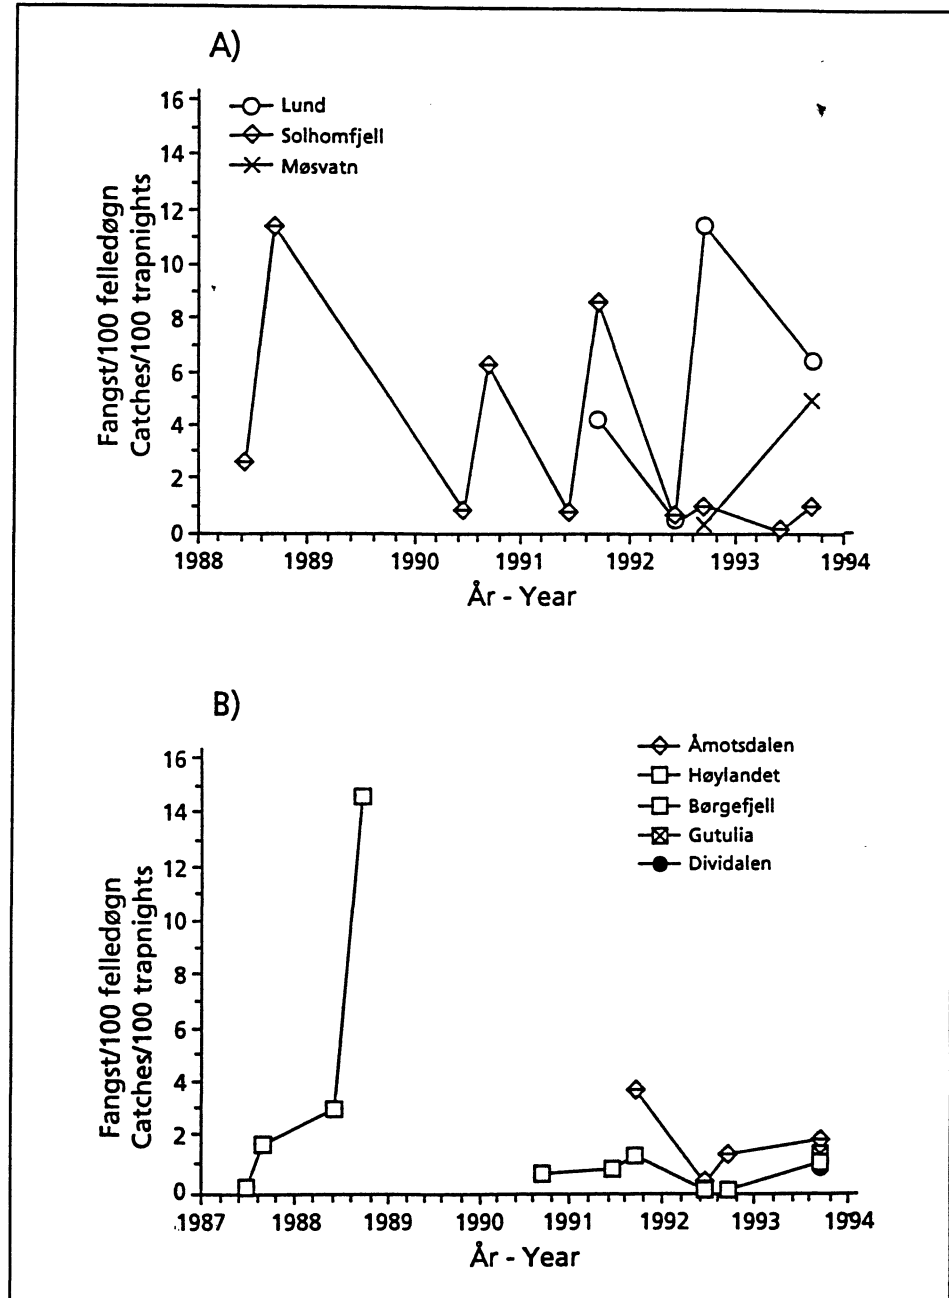 A)
Lund
Solhomfjell
Møsvatn
Fangst/100 felledøgn
Catches/100 trapnights
16
14
12
10
8
6
4
2
0
1988 1989 1990 1991 1992 1993 1994
År - Year
B)
Åmotsdalen
Høylandet
Børgefjell
Gutulia
Dividalen
Fangst/100 felledøgn
Catches/100 trapnights
16
14
12
10
8
6
4
2
0
1987 1988 1989 1990 1991 1992 1993 1994
År - Year